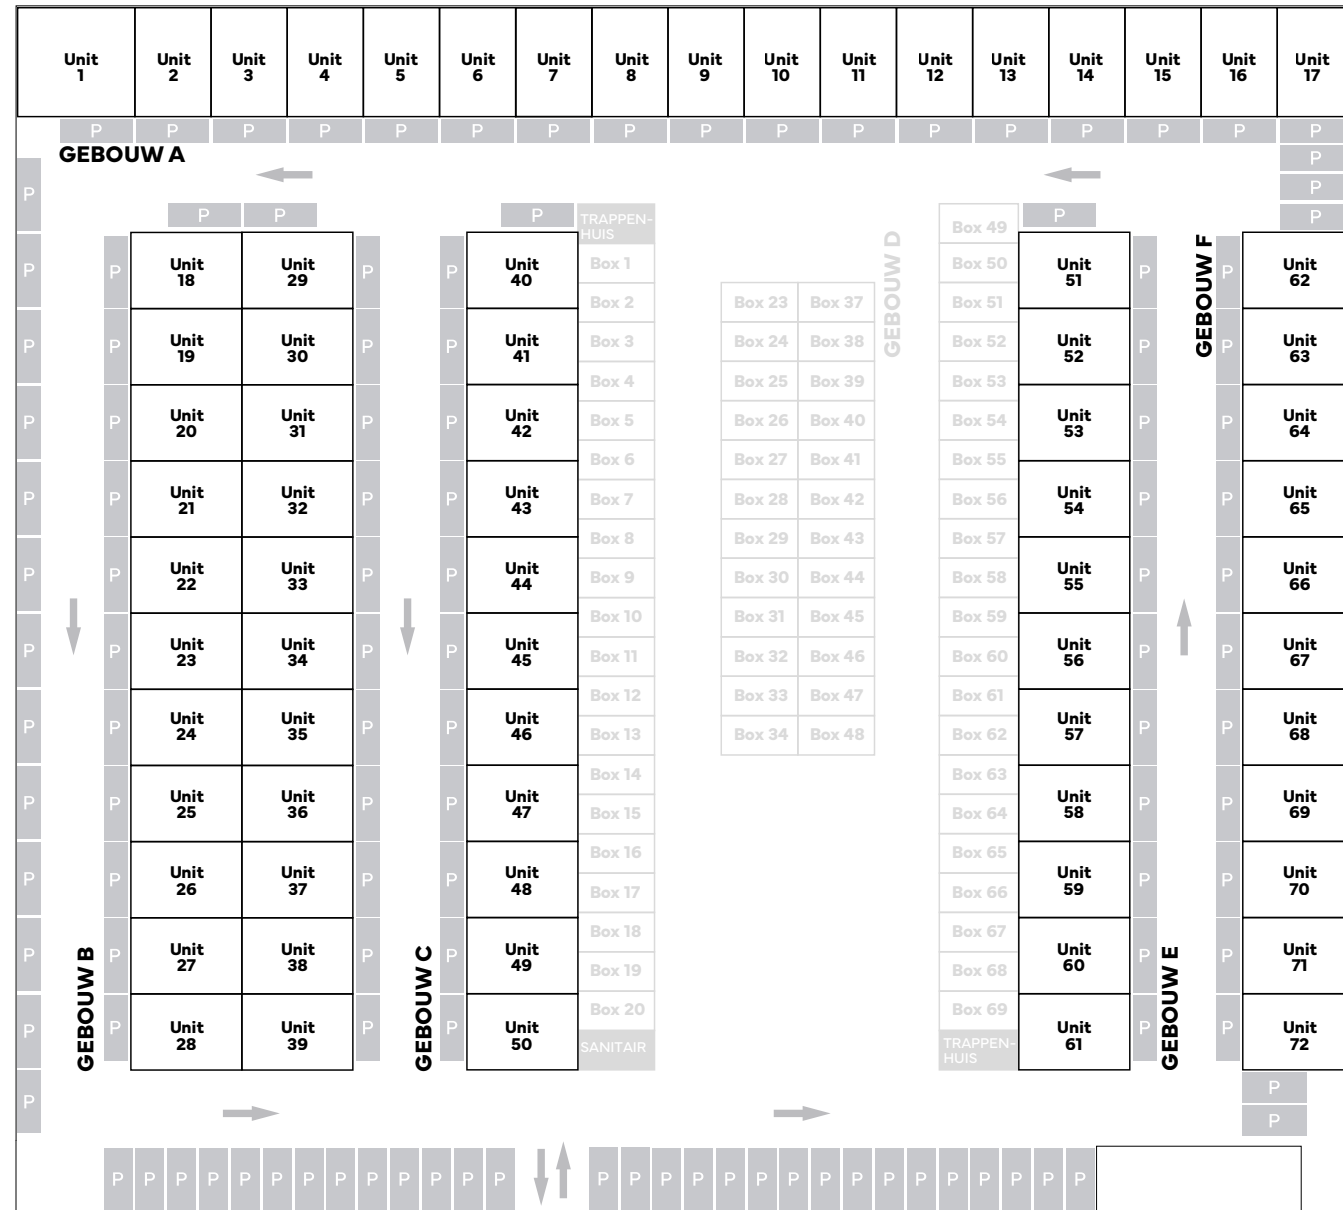 Unit
1
Unit
2
Unit
3
Unit
4
Unit
5
Unit
6
Unit
7
Unit
8
Unit
9
Unit
10
Unit
11
Unit
12
Unit
13
Unit
14
Unit
15
Unit
16
Unit
17
P P P P P P P P P P P P P P P P P
GEBOUW A
P
P
P
P P P P
P
P
P
P
P
P
P
P
P
P
P
P
P
GEBOUW B
P
P
P
P
P
P
P
P
P
P
P
Unit
18
Unit
19
Unit
20
Unit
21
Unit
22
Unit
23
Unit
24
Unit
25
Unit
26
Unit
27
Unit
28
Unit
29
Unit
30
Unit
31
Unit
32
Unit
33
Unit
34
Unit
35
Unit
36
Unit
37
Unit
38
Unit
39
P
P
P
P
P
P
P
P
P
P
P
GEBOUW C
P
P
P
P
P
P
P
P
P
P
P
Unit
40
Unit
41
Unit
42
Unit
43
Unit
44
Unit
45
Unit
46
Unit
47
Unit
48
Unit
49
Unit
50
TRAPPEN-
HUIS
Box 1
Box 2
Box 3
Box 4
Box 5
Box 6
Box 7
Box 8
Box 9
Box 10
Box 11
Box 12
Box 13
Box 14
Box 15
Box 16
Box 17
Box 18
Box 19
Box 20
SANITAIR
Box 23
Box 24
Box 25
Box 26
Box 27
Box 28
Box 29
Box 30
Box 31
Box 32
Box 33
Box 34
Box 37
Box 38
Box 39
Box 40
Box 41
Box 42
Box 43
Box 44
Box 45
Box 46
Box 47
Box 48
GEBOUW D
Box 49
Box 50
Box 51
Box 52
Box 53
Box 54
Box 55
Box 56
Box 57
Box 58
Box 59
Box 60
Box 61
Box 62
Box 63
Box 64
Box 65
Box 66
Box 67
Box 68
Box 69
TRAPPEN-
HUIS
Unit
51
Unit
52
Unit
53
Unit
54
Unit
55
Unit
56
Unit
57
Unit
58
Unit
59
Unit
60
Unit
61
P
P
P
P
P
P
P
P
P
P
P
GEBOUW E
GEBOUW F
P
P
P
P
P
P
P
P
P
P
P
Unit
62
Unit
63
Unit
64
Unit
65
Unit
66
Unit
67
Unit
68
Unit
69
Unit
70
Unit
71
Unit
72
P
P
P P P P P P P P P P P P P
P P P P P P P P P P P P P P P P